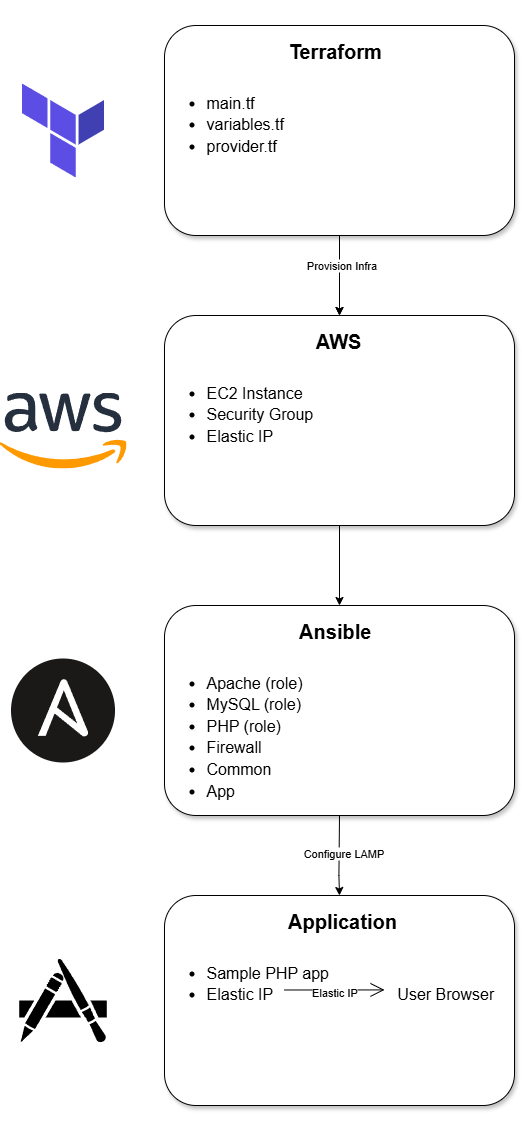 Terraform
main.tf
variables.tf
provider.tf
Provision Infra
AWS
EC2 Instance
Security Group
Elastic IP
aws
Ansible
Apache (role)
MySQL (role)
PHP (role)
Firewall
Common
App
Configure LAMP
Application
Sample PHP app
Elastic IP Elastic IP User Browser